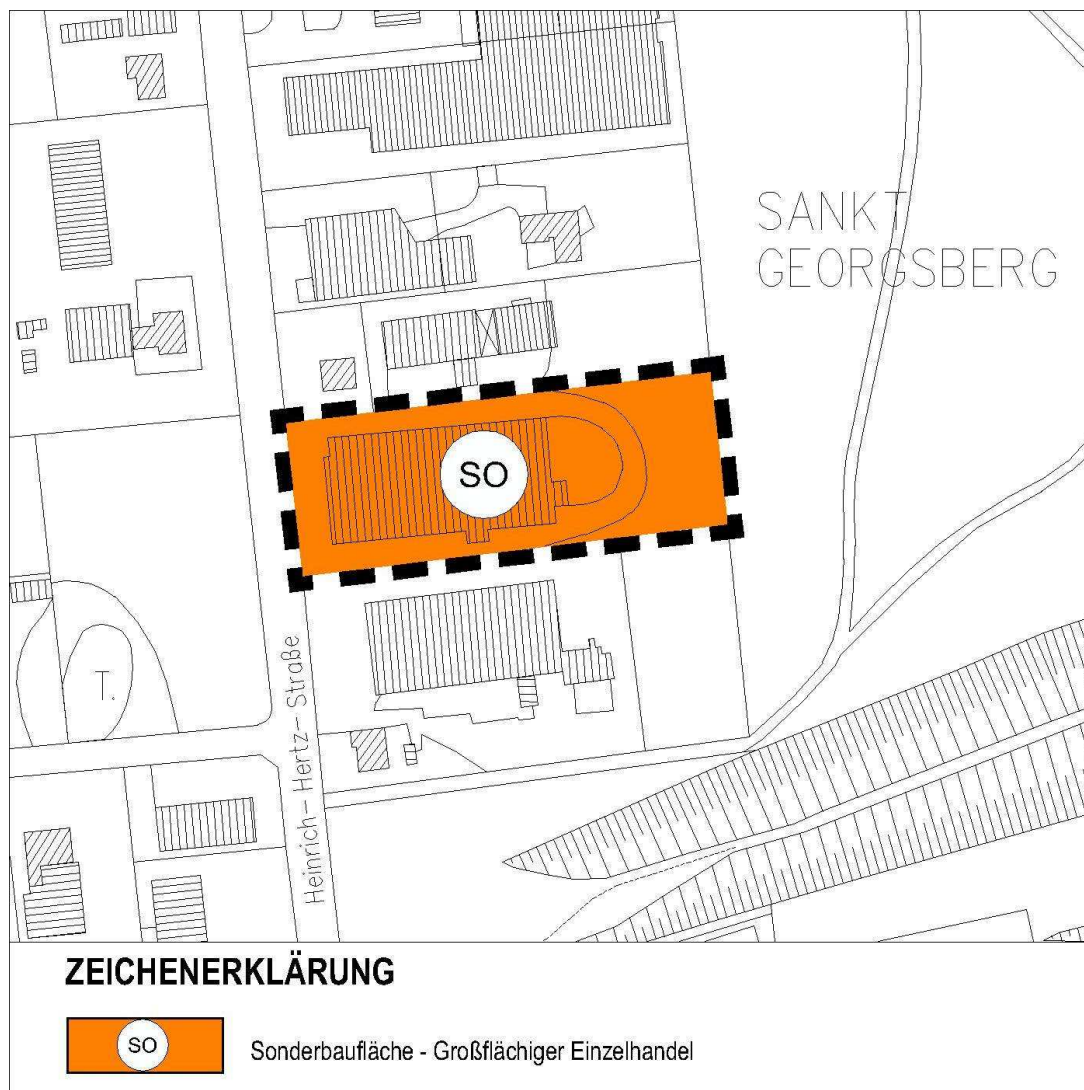 SANKT
GEORGSBERG
SO
T.
Heinrich-Hertz-Straße
ZEICHENERKLÄRUNG
SO
Sonderbaufläche - Großflächiger Einzelhandel